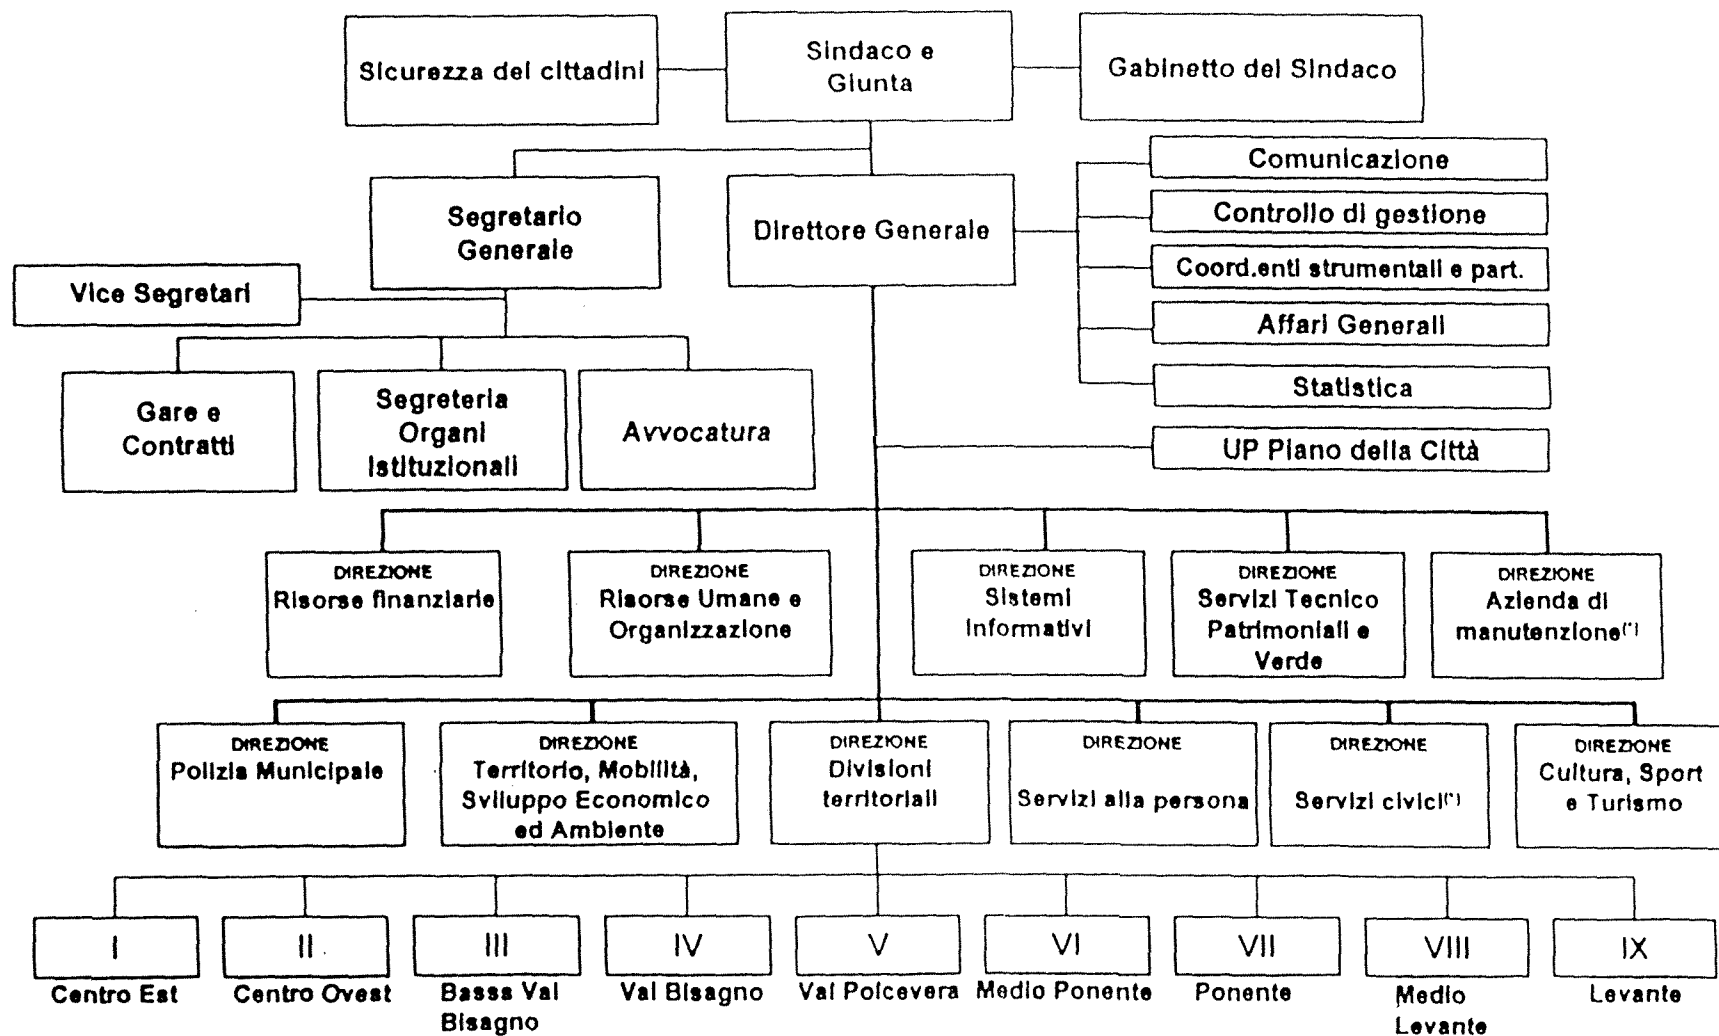 Sicurezza dei cittadini
Sindaco e
Giunta
Gabinetto del Sindaco
Segretario
Generale
Direttore Generale
Comunicazione
Controllo di gestione
Coord.enti strumentali e part.
Affari Generali
Statistica
UP Piano della Città
Vice Segretari
Gare e
Contratti
Segreteria
Organi
Istituzionali
Avvocatura
DIREZIONE
Risorse finanziarie
DIREZIONE
Risorse Umane e
Organizzazione
DIREZIONE
Sistemi
Informativi
DIREZIONE
Servizi Tecnico
Patrimoniali e
Verde
DIREZIONE
Azienda di
manutenzione(*)
DIREZIONE
Polizia Municipale
DIREZIONE
Territorio, Mobilità,
Sviluppo Economico
ed Ambiente
DIREZIONE
Divisioni
territoriali
DIREZIONE
Servizi alla persona
DIREZIONE
Servizi civici(*)
DIREZIONE
Cultura, Sport
e Turismo
I
Centro Est
II
Centro Ovest
III
Bassa Val
Bisagno
IV
Val Bisagno
V
Val Polcevera
VI
Medio Ponente
VII
Ponente
VIII
Medio
Levante
IX
Levante